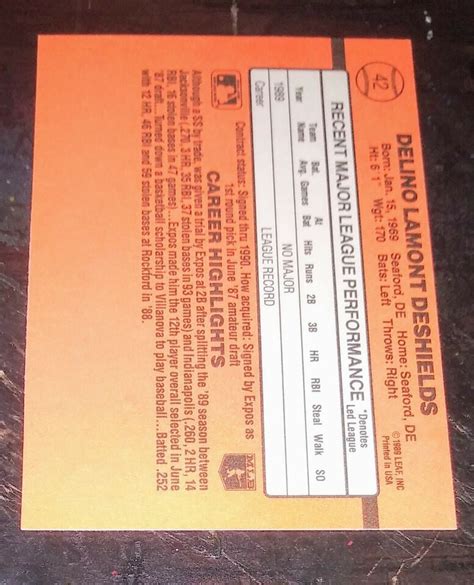 42
DELINO LAMONT DESHIELDS
Born: Jan. 15, 1969 Seaford, DE Home: Seaford, DE
Ht: 6' 1" Wgt: 170 Bats: Left Throws: Right
© 1989 LEAF, INC
Printed in USA
RECENT MAJOR LEAGUE PERFORMANCE *Denotes
Led League
Team Bat. At
Year Name Avg. Games Bat Hits Runs 2B 3B HR RBI Steal Walk SO
1989 NO MAJOR
Career LEAGUE RECORD
Contract status: Signed thru 1990. How acquired: Signed by Expos as
1st round pick in June '87 amateur draft
MLB
CAREER HIGHLIGHTS
Although a SS by trade, was given a trial by Expos at 2B after splitting the '89 season between
Jacksonville (.270, 3 HR, 35 RBI, 37 stolen bases in 93 games) and Indianapolis (.260, 2 HR, 14
RBI, 16 stolen bases in 47 games)...Expos made him the 12th player overall selected in June
'87 draft...Turned down a basketball scholarship to Villanova to play baseball...Batted .252
with 12 HR, 46 RBI and 59 stolen bases at Rockford in '88.